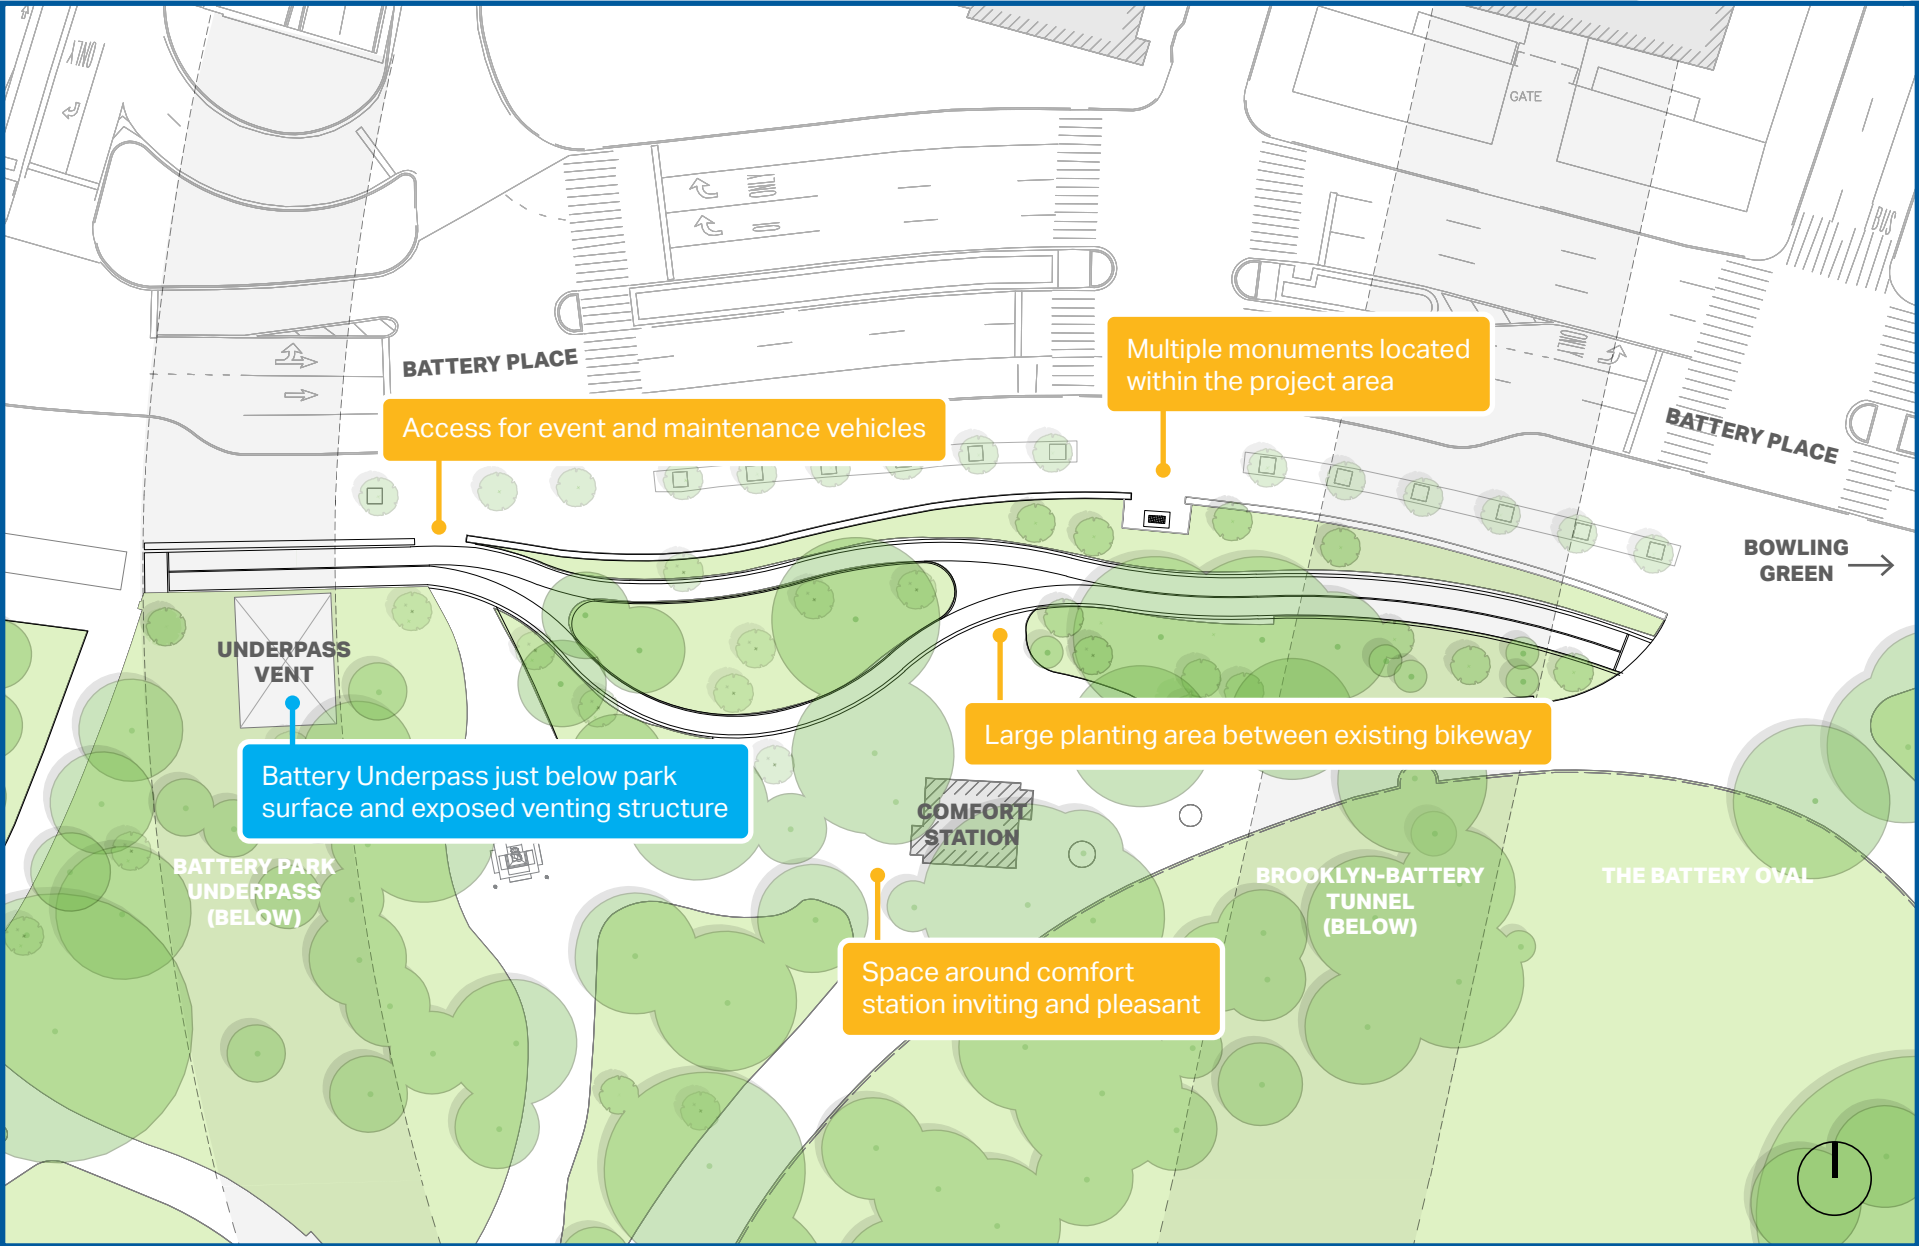 ONLY
GATE
BUS
BATTERY PLACE
Multiple monuments located
within the project area
Access for event and maintenance vehicles
BATTERY PLACE
BOWLING
GREEN
UNDERPASS
VENT
Large planting area between existing bikeway
Battery Underpass just below park
surface and exposed venting structure
COMFORT
STATION
BATTERY PARK
UNDERPASS
(BELOW)
BROOKLYN-BATTERY
TUNNEL
(BELOW)
THE BATTERY OVAL
Space around comfort
station inviting and pleasant